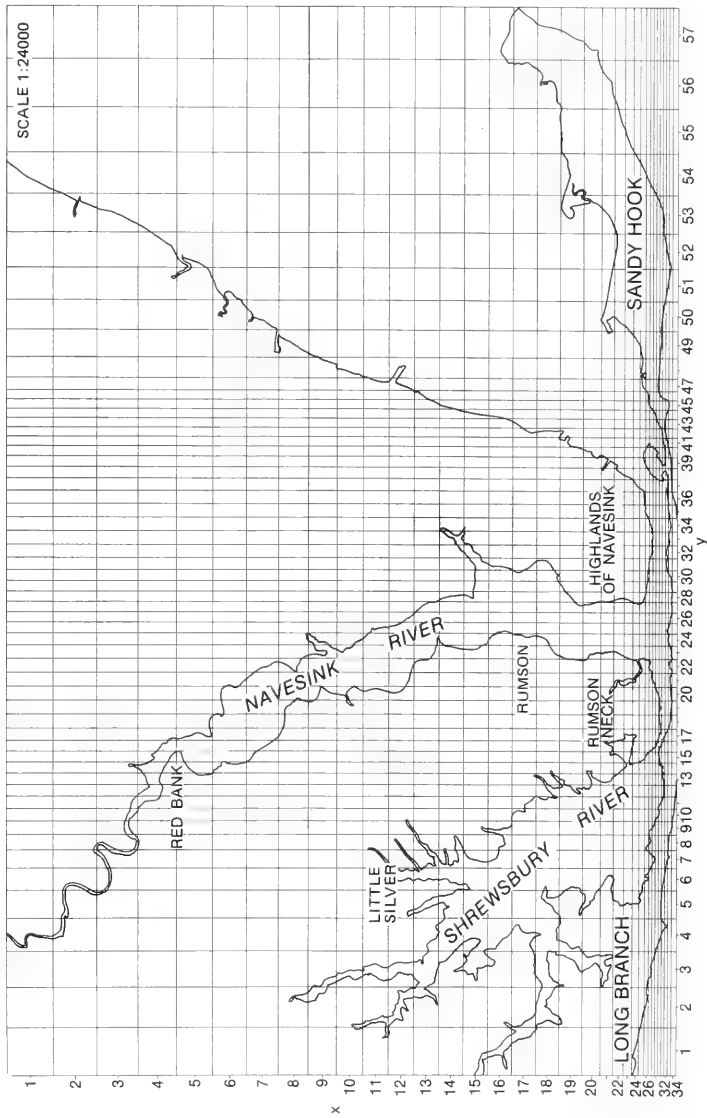 SCALE 1:24000
RED BANK
NAVESINK
RIVER
LITTLE
SILVER
SHREWSBURY
RIVER
RUMSON
RUMSON
NECK
HIGHLANDS
OF NAVESINK
SANDY HOOK
LONG BRANCH
x
1
2
3
4
5
6
7
8
9
10
11
12
13
14
15
16
17
18
19
20
22
24
26
32
34
1 2 3 4 5 6 7 8 9 10 13 15 17 20 22 24 26 28 30 32 34 36 39 41 43 45 47 49 50 51 52 53 54 55 56 57
y